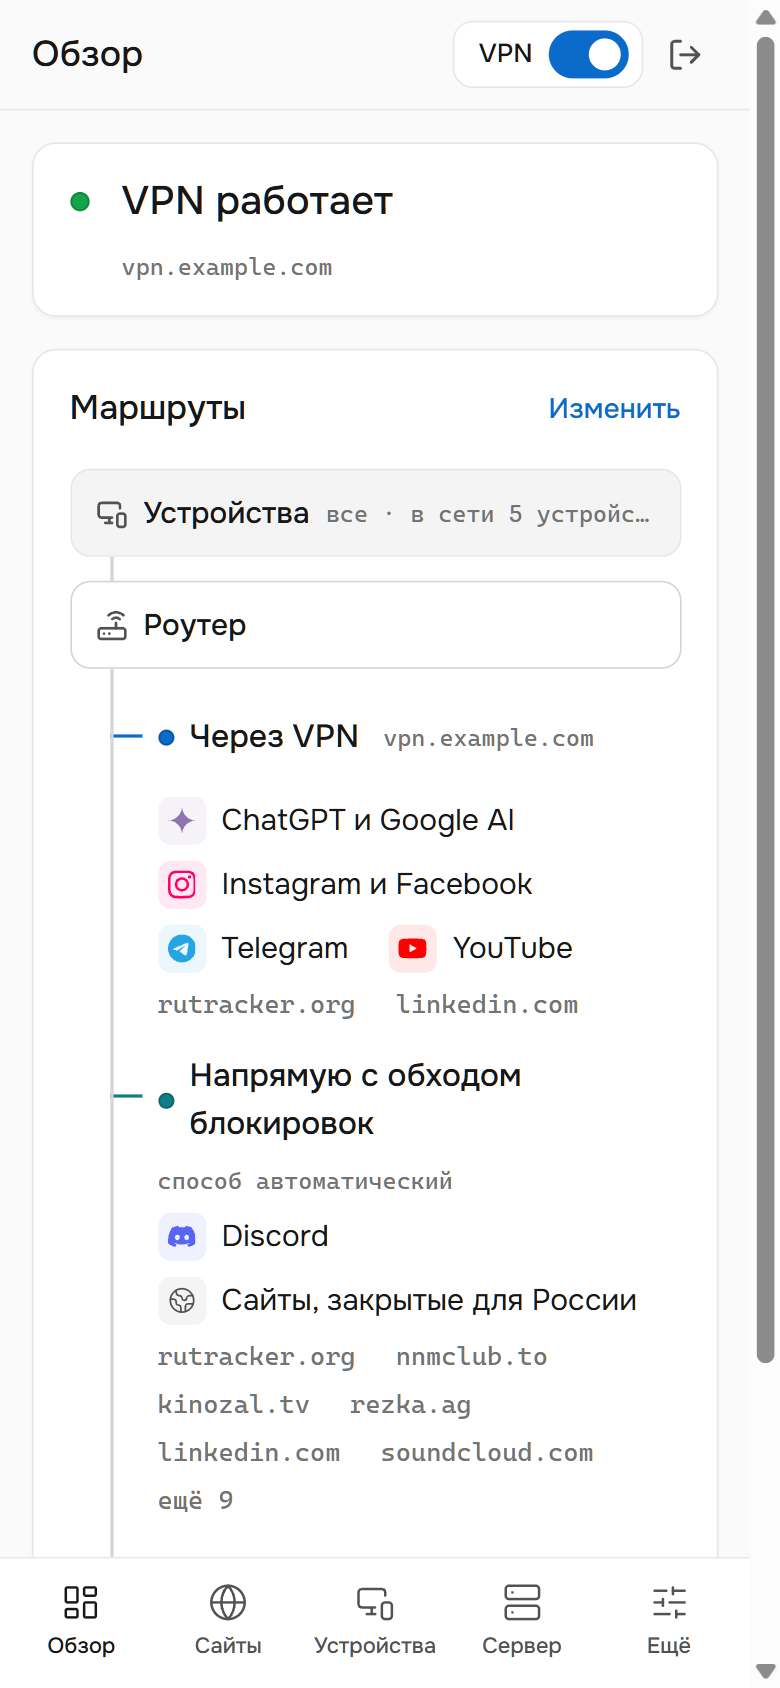 Обзор
VPN
VPN работает
vpn.example.com
Маршруты
Изменить
Устройства все · в сети 5 устройс…
Роутер
Через VPN vpn.example.com
ChatGPT и Google AI
Instagram и Facebook
Telegram YouTube
rutracker.org linkedin.com
Напрямую с обходом
блокировок
способ автоматический
Discord
Сайты, закрытые для России
rutracker.org nnmclub.to
kinozal.tv rezka.ag
linkedin.com soundcloud.com
ещё 9
Обзор Сайты Устройства Сервер Ещё